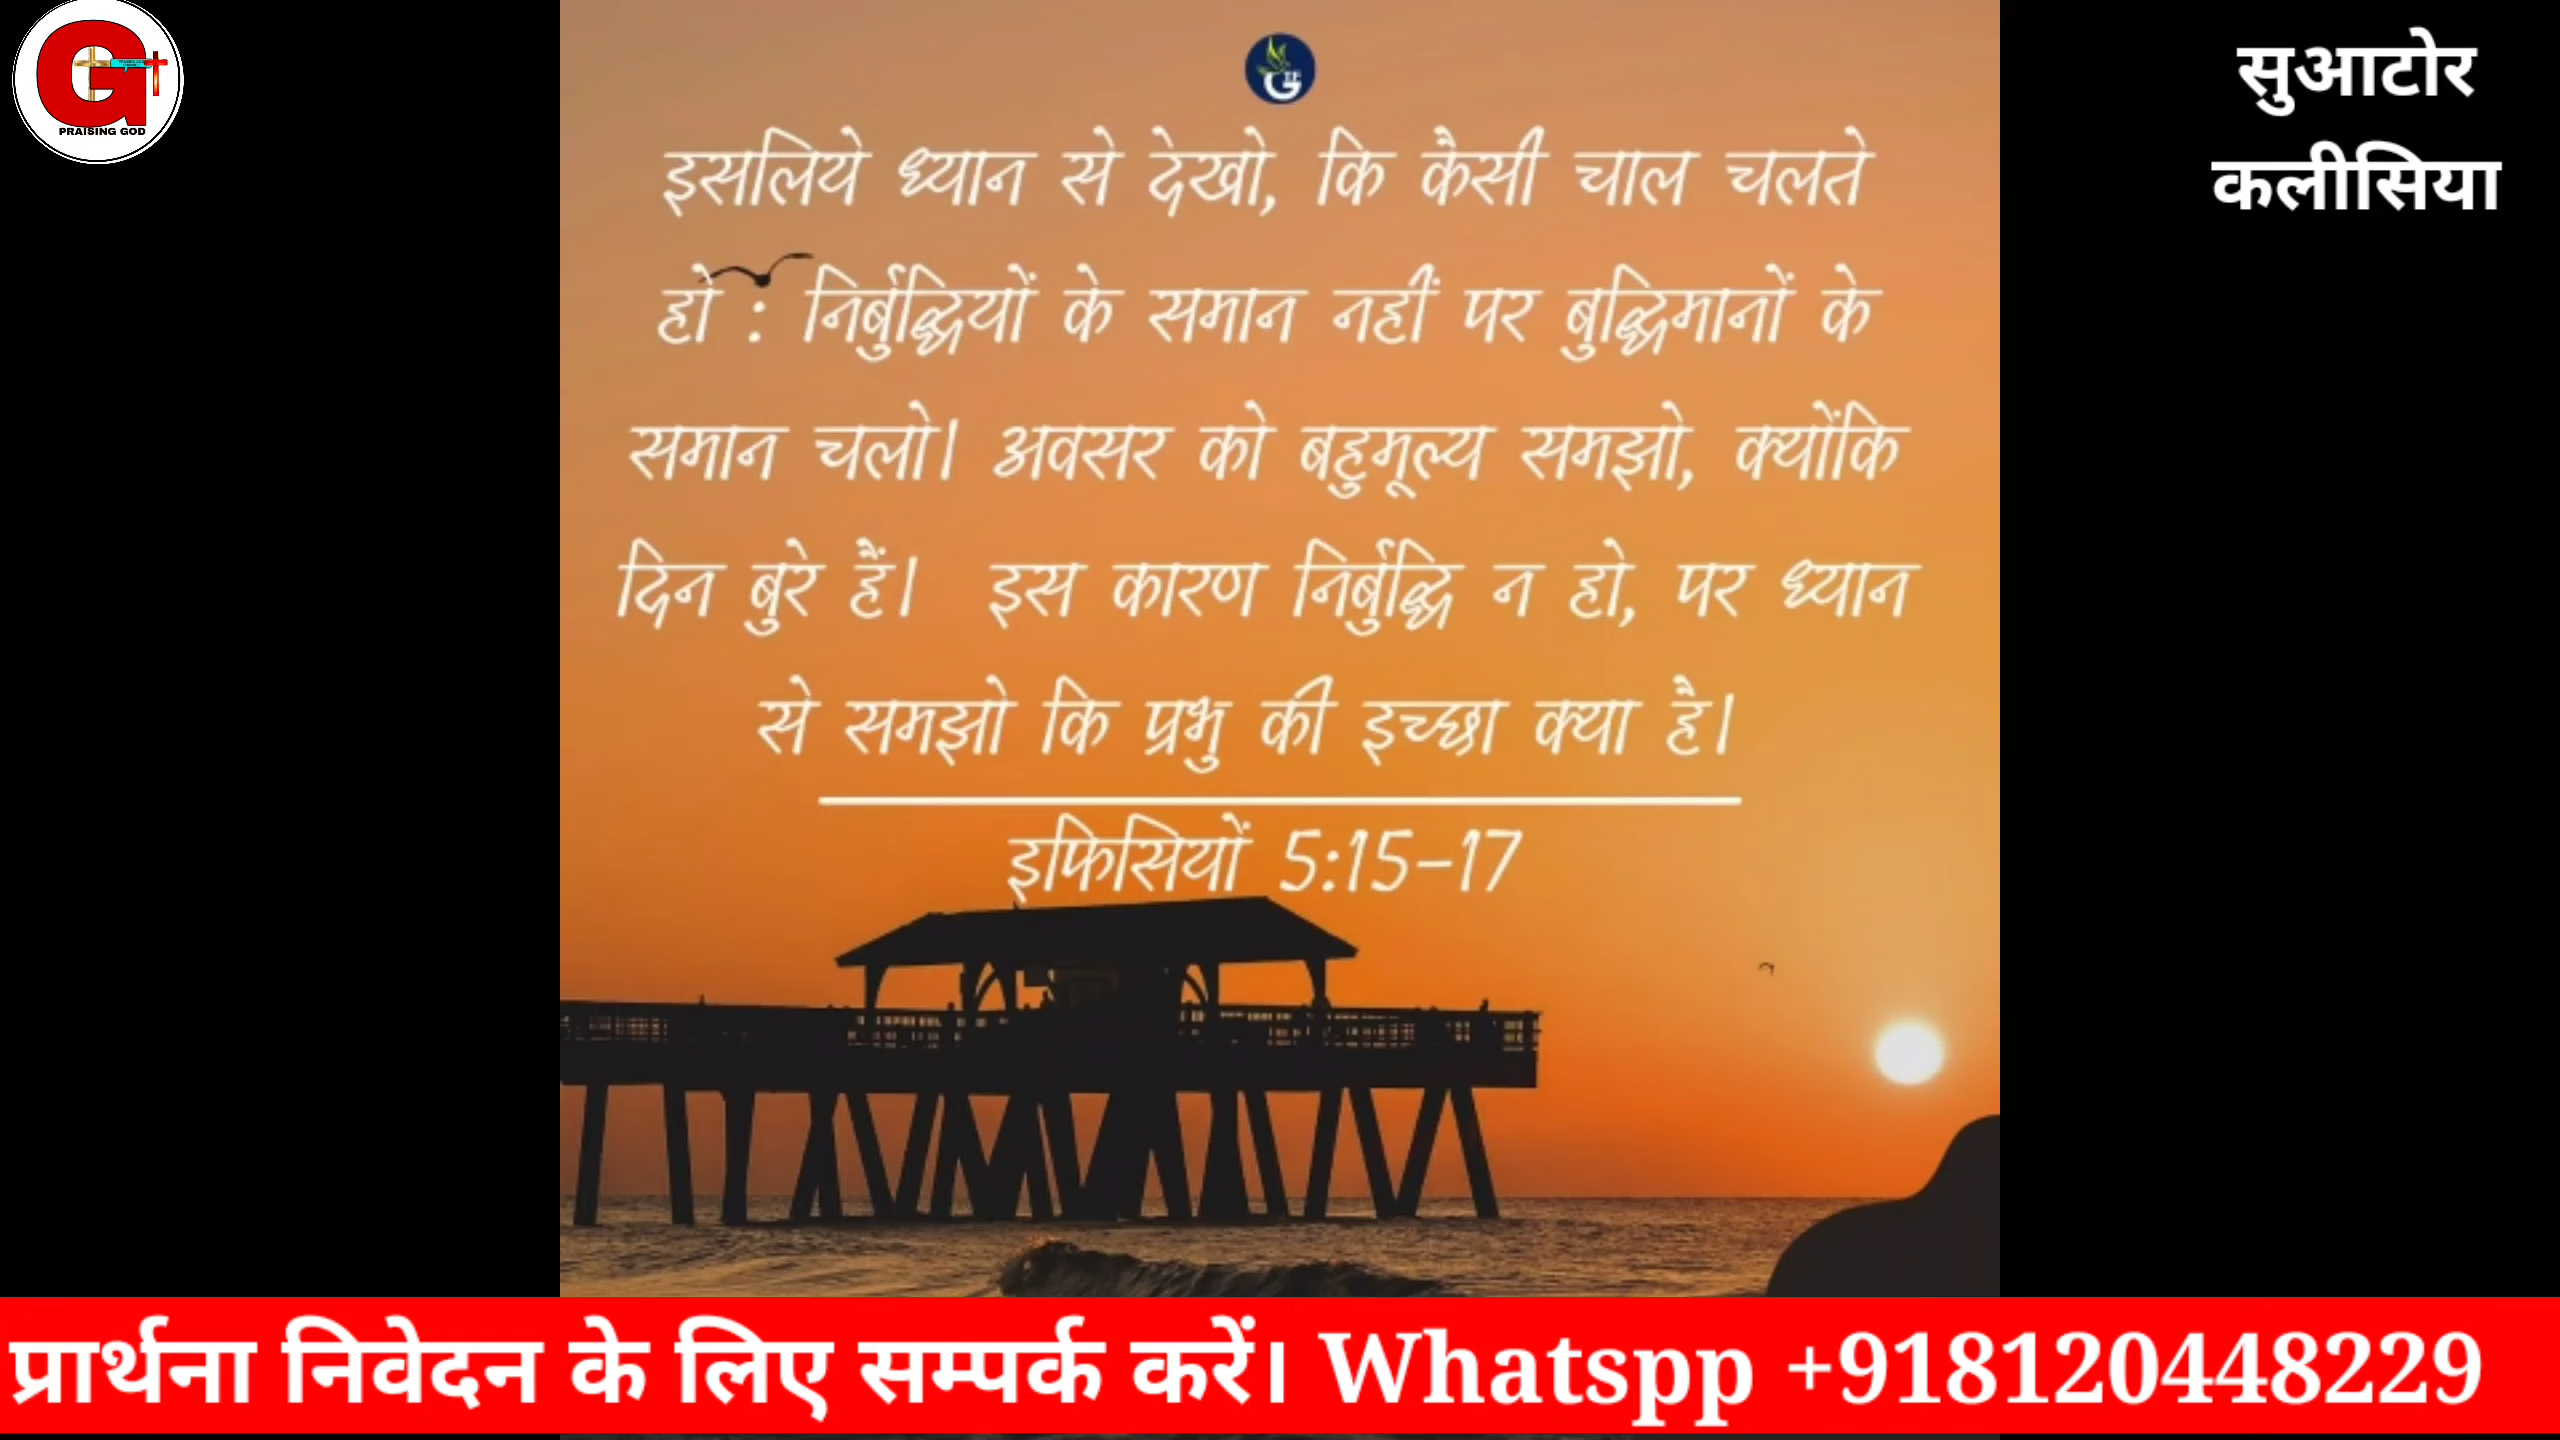 PRAISING GOD
सुआटोर
कलीसिया
इसलिये ध्यान से देखो, कि कैसी चाल चलते
हो : निर्बुद्धियों के समान नहीं पर बुद्धिमानों के
समान चलो। अवसर को बहुमूल्य समझो, क्योंकि
दिन बुरे हैं। इस कारण निर्बुद्धि न हो, पर ध्यान
से समझो कि प्रभु की इच्छा क्या है।
इफिसियों 5:15-17
प्रार्थना निवेदन के लिए सम्पर्क करें। Whatspp +918120448229